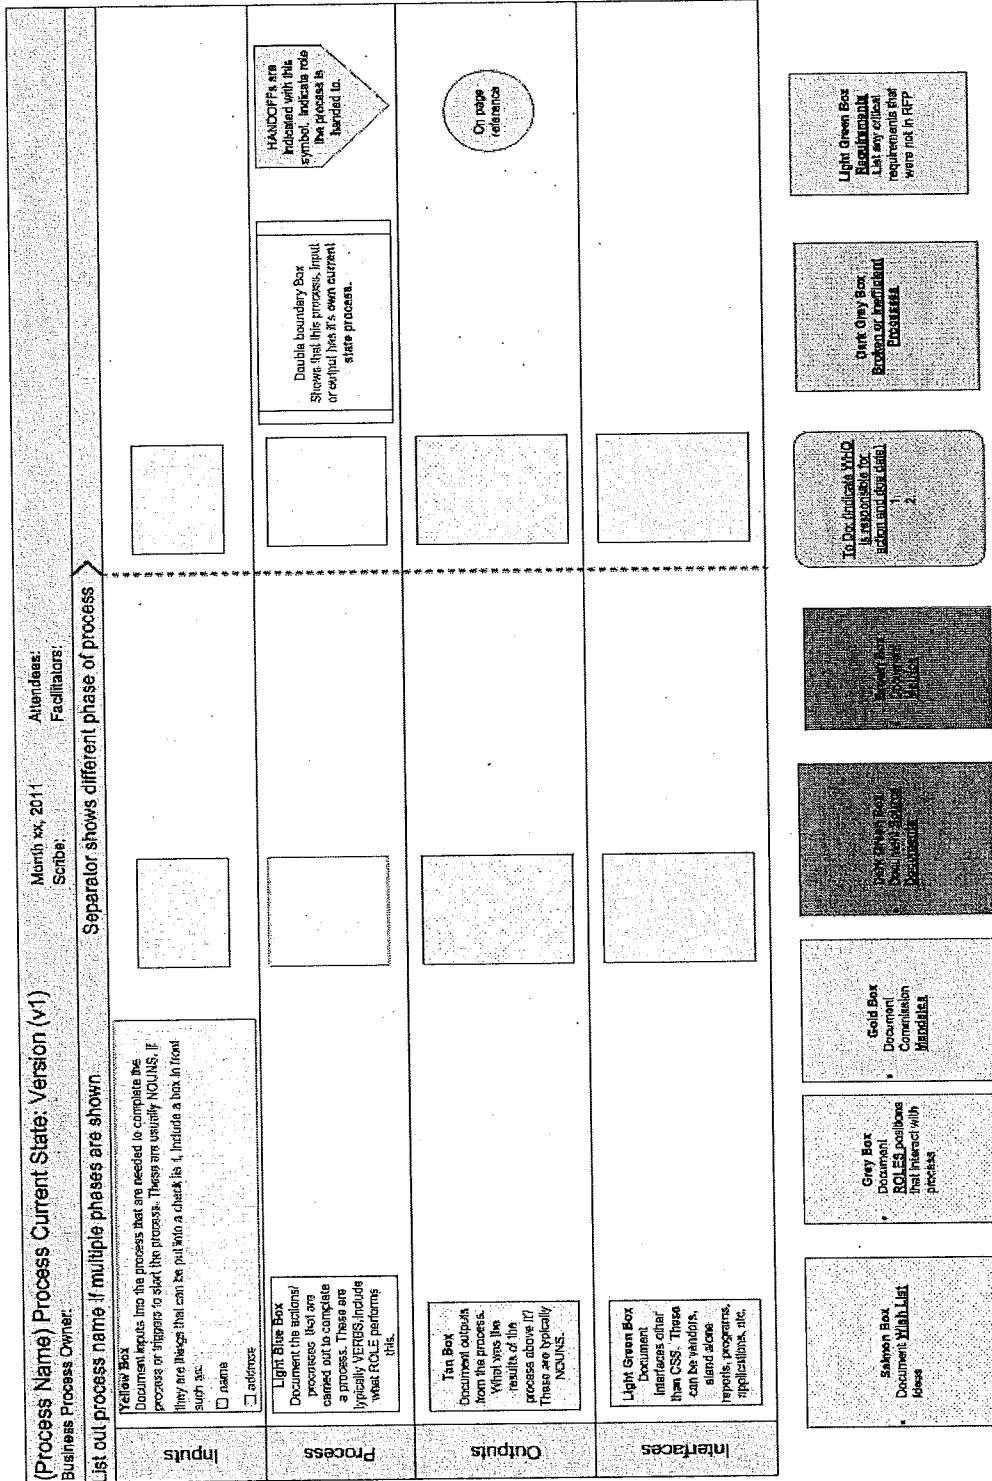 (Process Name) Process Current State: Version (v1)
Month xx, 2011
Attendees:
Business Process Owner:
Scribe:
Facilitators:
List out process name if multiple phases are shown
Separator shows different phase of process
Inputs
Yellow Box
Document inputs into the process that are needed to complete the
process or triggers to start the process. These are usually NOUNS. If
they are things that can be put into a check list, include a box in front
such as:
☐ name
☐ address
Process
Light Blue Box
Document the actions/
processes that are
carried out to complete
a process. These are
typically VERBS. Include
what ROLE performs
this.
Double boundary Box
Shows that this process, input
or output has it's own current
state process.
HANDOFFs are
indicated with this
symbol. Indicate role
the process is
handed to.
Outputs
Tan Box
Document outputs
from the process.
What was the
results of the
process above it?
These are typically
NOUNS.
On page
reference
Interfaces
Light Green Box
Document
Interfaces other
than CSS. These
can be vendors,
stand alone
reports, programs,
applications, etc.
Salmon Box
Document Wish List
Ideas
Grey Box
Document
ROLES positions
that interact with
process
Gold Box
Document
Commission
Mandates
Dark Green Box
Document Source
Documents
Brown Box
Document
To Do: (indicate WHO
is responsible for
action and due date)
1.
2.
Dark Grey Box
Broken or Inefficient
Processes
Light Green Box
Requirements
List any critical
requirements that
were not in RFP